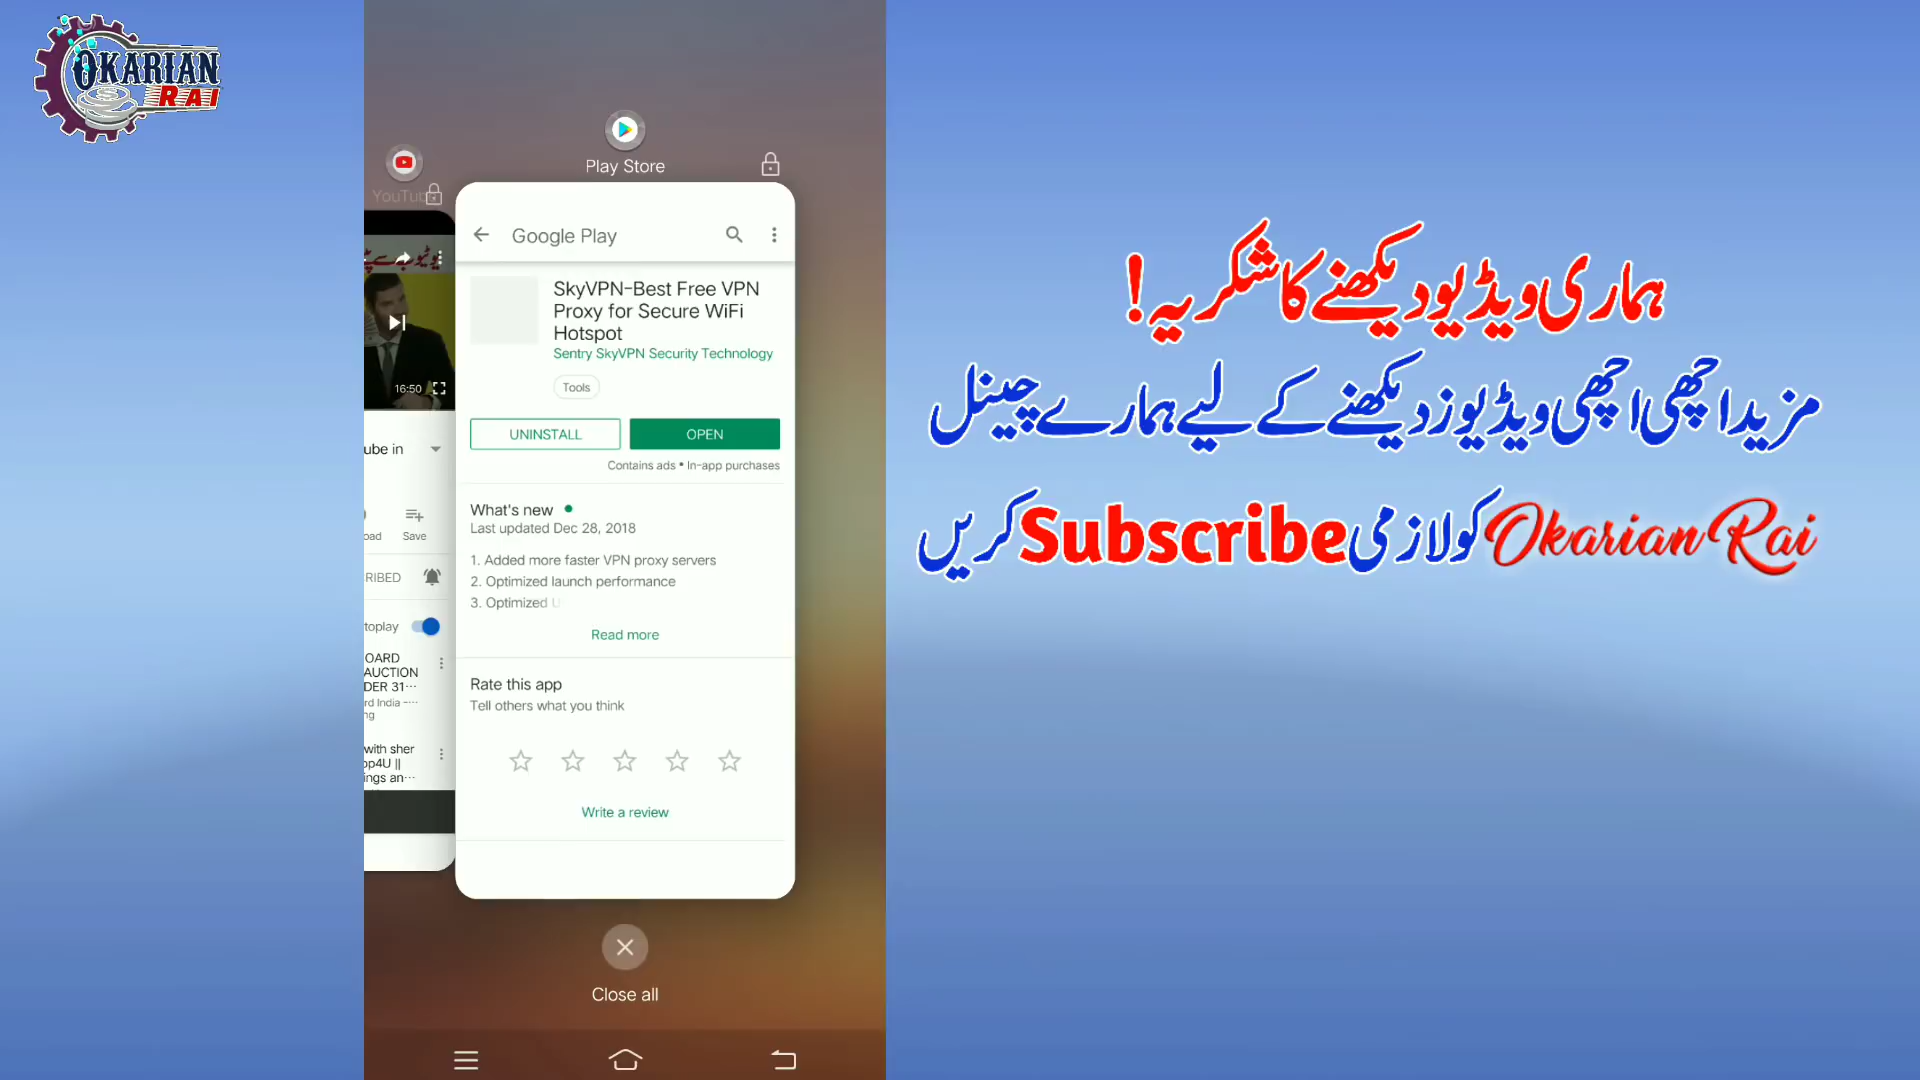 OKARIAN
RAI
Play Store
YouTub
Google Play
SkyVPN-Best Free VPN
Proxy for Secure WiFi
Hotspot
Sentry SkyVPN Security Technology
Tools
UNINSTALL
OPEN
Contains ads • In-app purchases
What's new
Last updated Dec 28, 2018
1. Added more faster VPN proxy servers
2. Optimized launch performance
3. Optimized U
Read more
Rate this app
Tell others what you think
Write a review
Close all
16:50
ube in
oad
Save
RIBED
toplay
OARD
AUCTION
DER 31...
rd India -...
ng
with sher
op4U ||
ings an...
ہماری ویڈیو دیکھنے کا شکریہ!
مزید اچھی اچھی ویڈیوز دیکھنے کے لیے ہمارے چینل
Okarian Rai کو لازمی Subscribe کریں